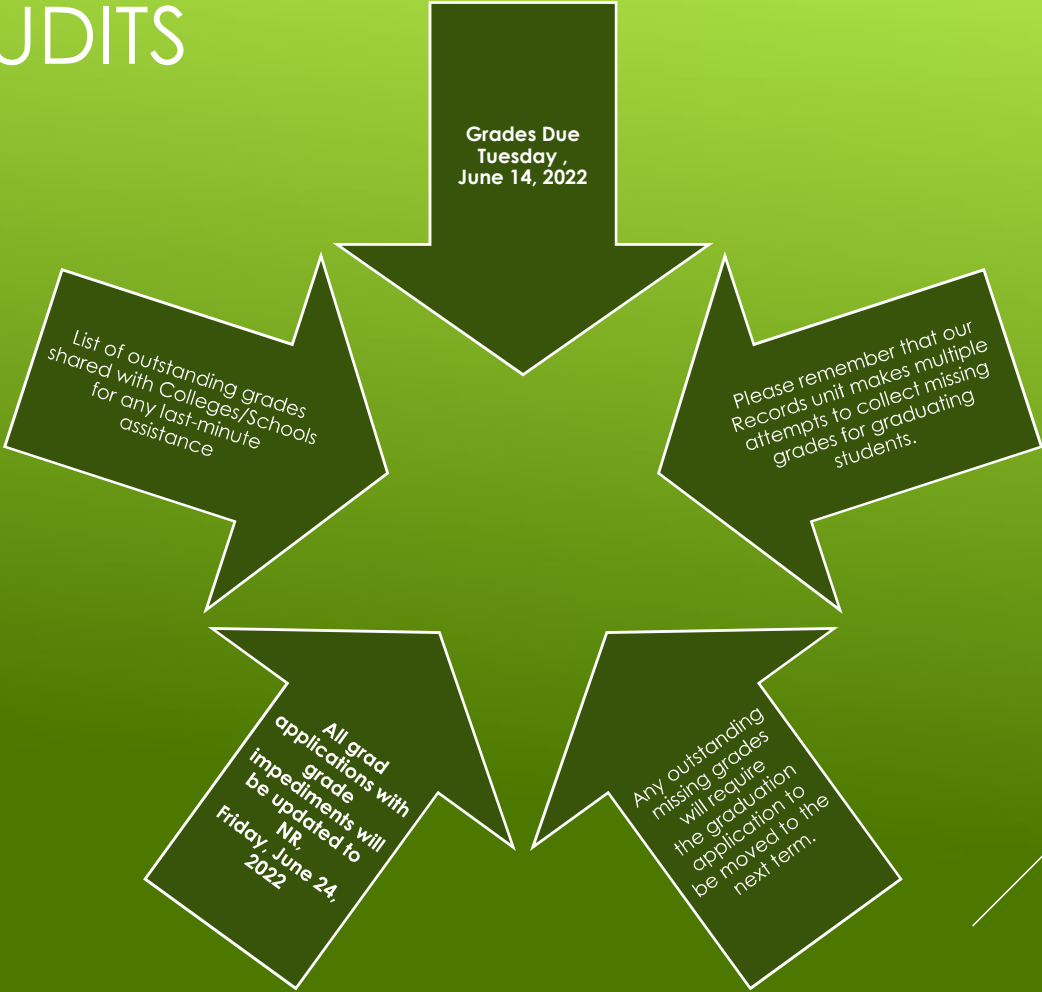 UDITS
Grades Due
Tuesday ,
June 14, 2022
Please remember that our
Records unit makes multiple
attempts to collect missing
grades for graduating
students.
Any outstanding
missing grades
will require
the graduation
application to
be moved to the
next term.
All grad
applications with
grade
impediments will
be updated to
NR,
Friday, June 24,
2022
List of outstanding grades
shared with Colleges/Schools
for any last-minute
assistance